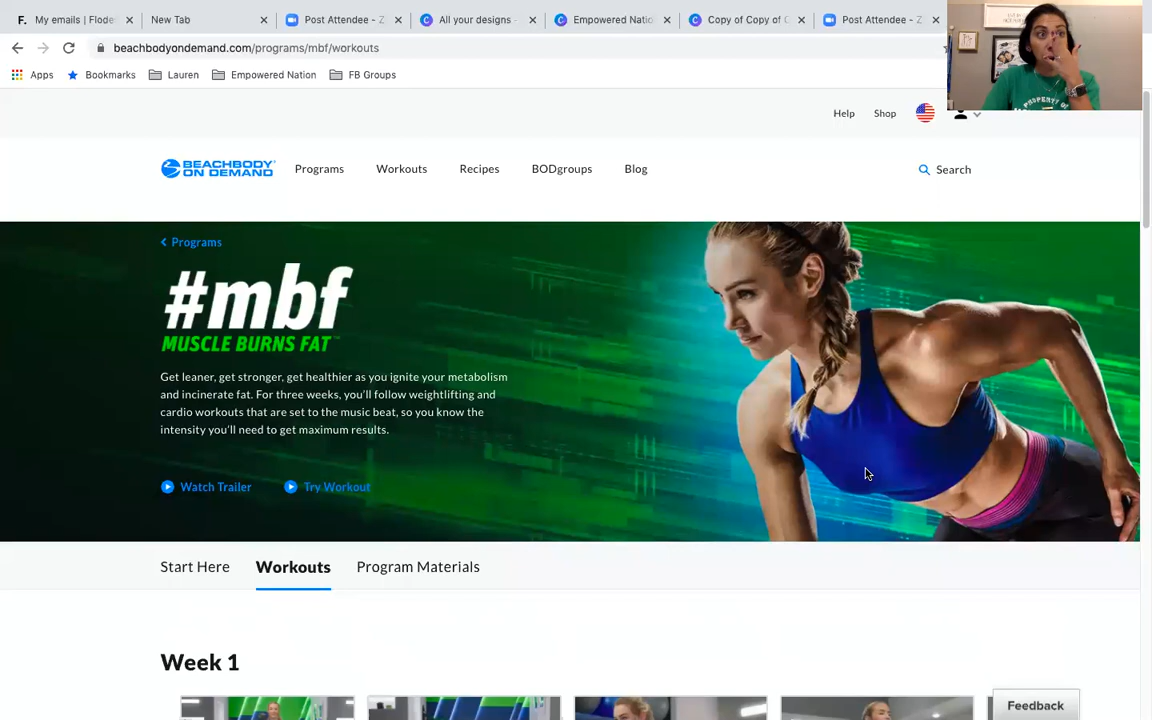 F. My emails | Flode
New Tab
Post Attendee - Z
All your designs
Empowered Natio
Copy of Copy of C
Post Attendee - Z
beachbodyondemand.com/programs/mbf/workouts
Apps
Bookmarks
Lauren
Empowered Nation
FB Groups
PROPERTY OF
Help
Shop
BEACHBODY
ON DEMAND
Programs
Workouts
Recipes
BODgroups
Blog
Search
Programs
#mbf
MUSCLE BURNS FAT™
Get leaner, get stronger, get healthier as you ignite your metabolism
and incinerate fat. For three weeks, you'll follow weightlifting and
cardio workouts that are set to the music beat, so you know the
intensity you'll need to get maximum results.
Watch Trailer
Try Workout
Start Here
Workouts
Program Materials
Week 1
Feedback